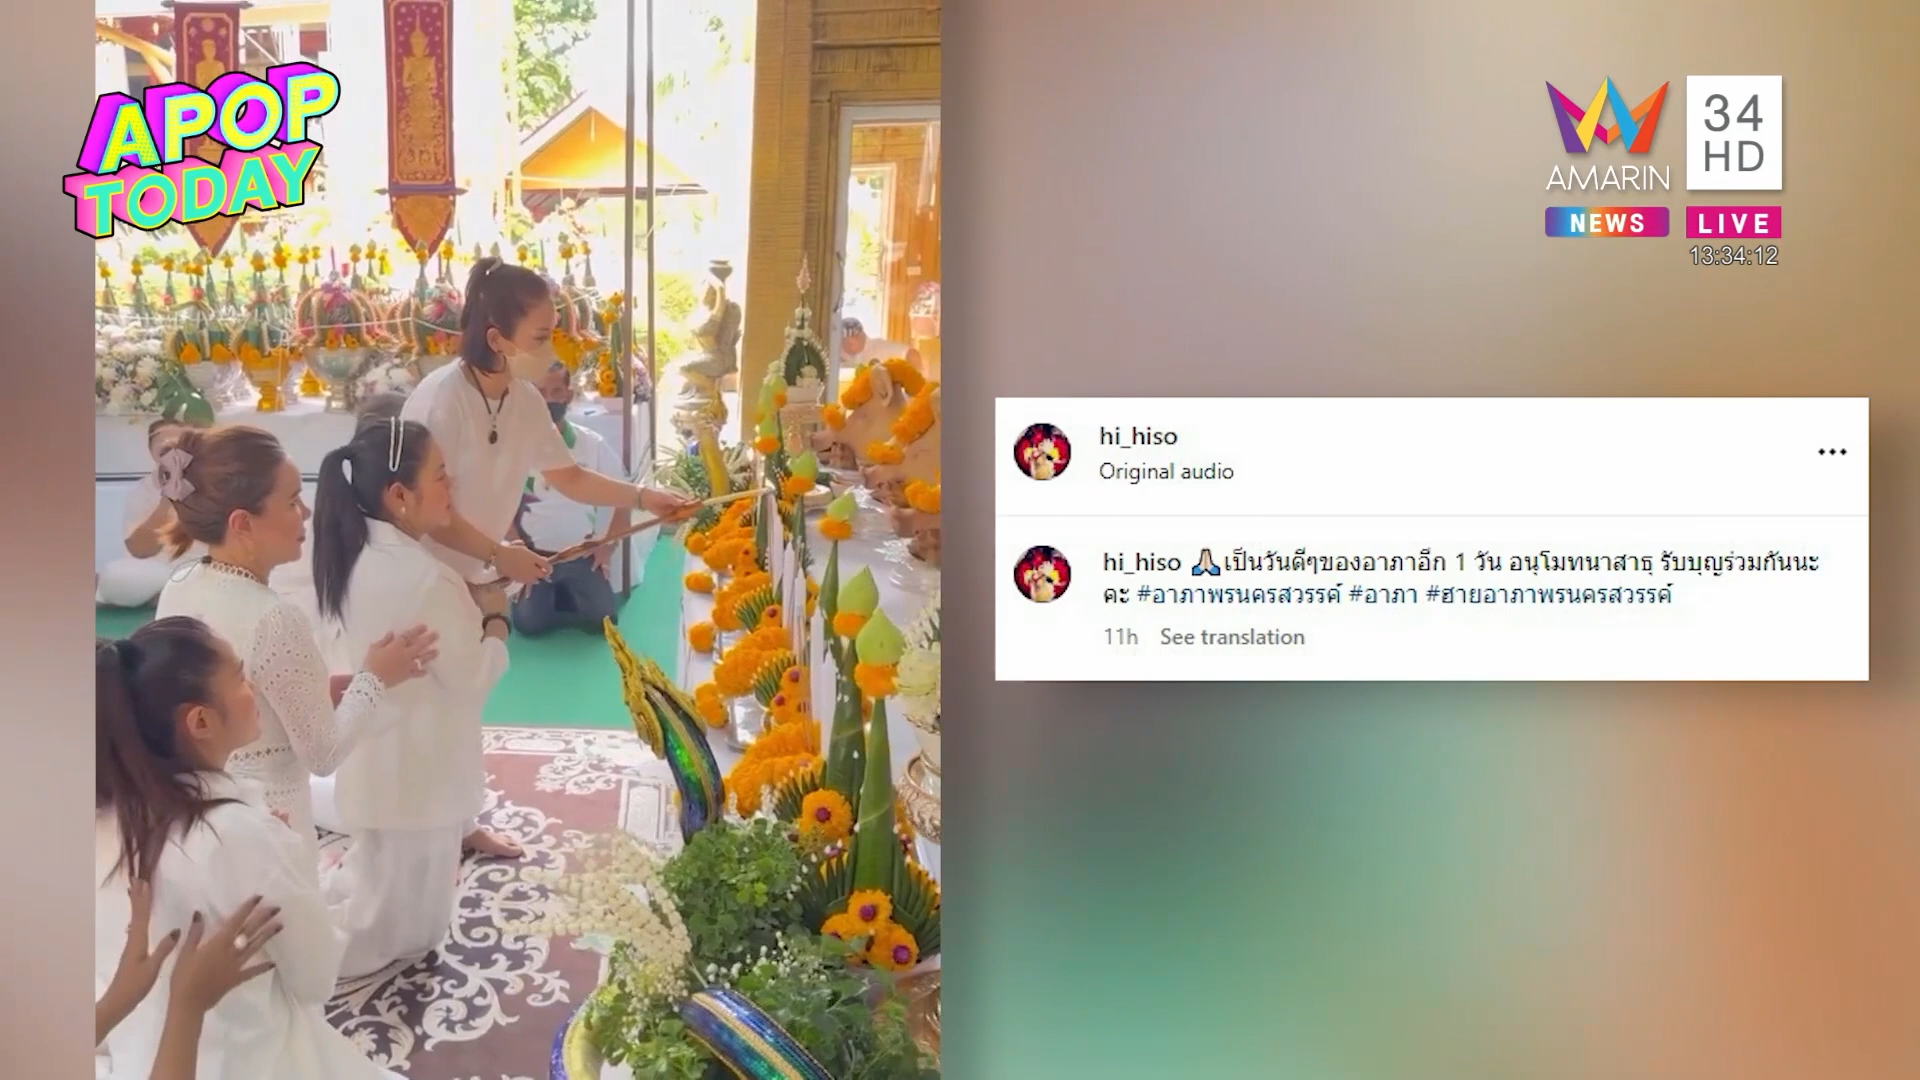 APOP
TODAY
AMARIN
34
HD
NEWS
LIVE
13:34:12
hi_hiso
Original audio
hi_hiso 🙏🏻เป็นวันดีๆของอาภาอีก 1 วัน อนุโมทนาสาธุ รับบุญร่วมกันนะ
คะ #อาภาพรนครสวรรค์ #อาภา #ฮายอาภาพรนครสวรรค์
11h See translation